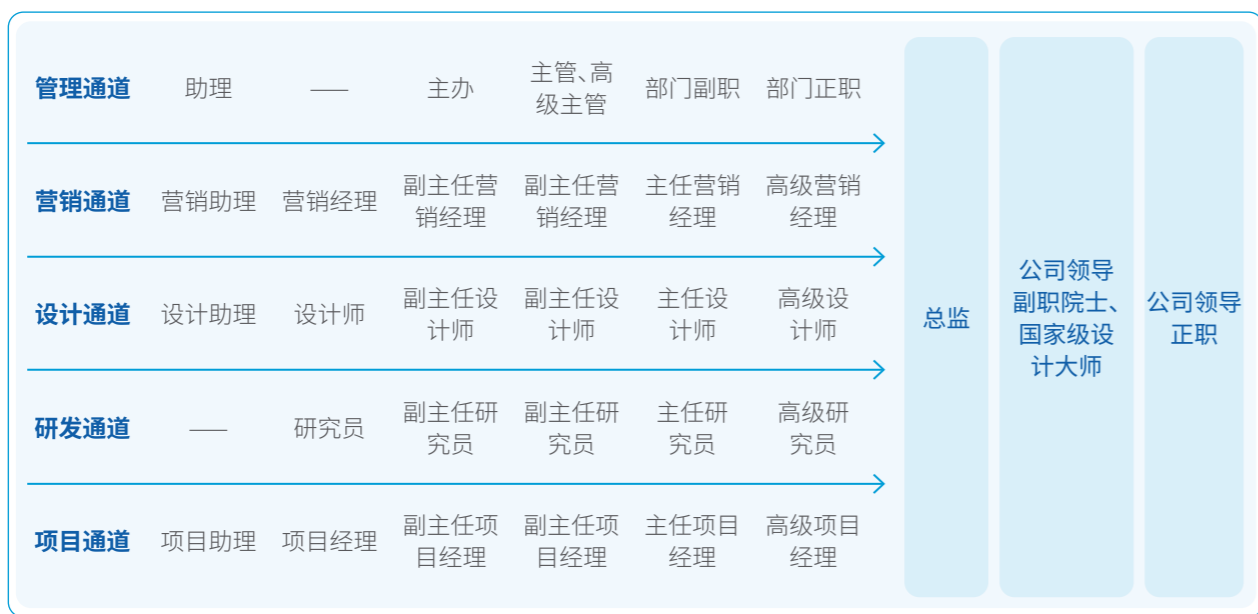 管理通道 助理 —— 主办 主管、高级主管 部门副职 部门正职
营销通道 营销助理 营销经理 副主任营销经理 副主任营销经理 主任营销经理 高级营销经理
设计通道 设计助理 设计师 副主任设计师 副主任设计师 主任设计师 高级设计师
研发通道 —— 研究员 副主任研究员 副主任研究员 主任研究员 高级研究员
项目通道 项目助理 项目经理 副主任项目经理 副主任项目经理 主任项目经理 高级项目经理
总监
公司领导
副职院士、
国家级设
计大师
公司领导
正职